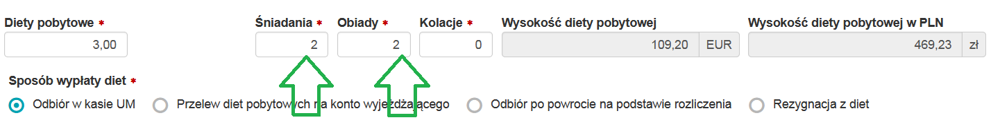 Diety pobytowe * Śniadania * Obiady * Kolacje * Wysokość diety pobytowej Wysokość diety pobytowej w PLN
3,00 2 2 0 109,20 EUR 469,23 zł
Sposób wypłaty diet *
Odbiór w kasie UM Przelew diet pobytowych na konto wyjeżdżającego Odbiór po powrocie na podstawie rozliczenia Rezygnacja z diet